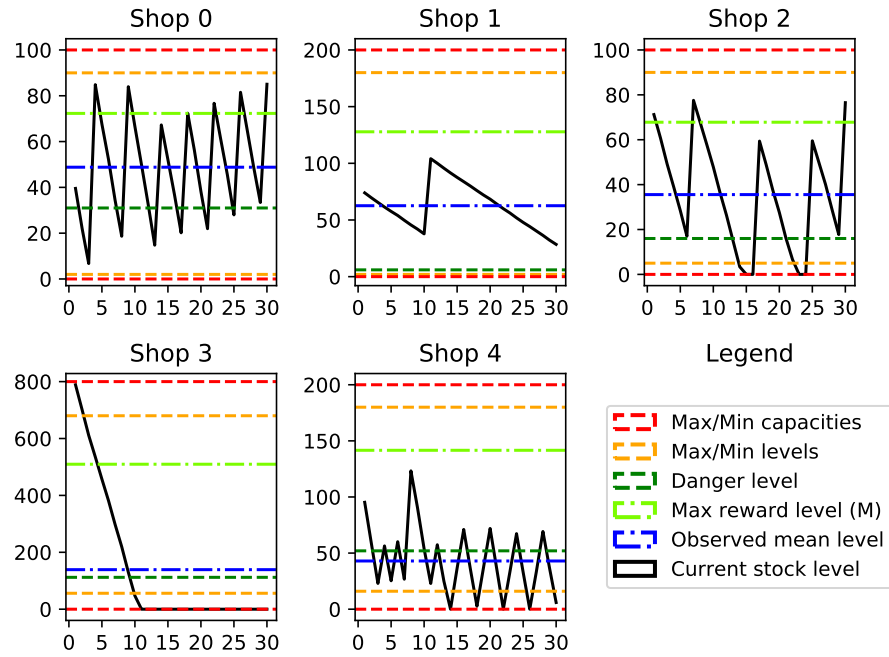 Shop 0
Shop 1
Shop 2
100
80
60
40
20
0
0 5 10 15 20 25 30
200
150
100
50
0
0 5 10 15 20 25 30
100
80
60
40
20
0
0 5 10 15 20 25 30
Shop 3
Shop 4
Legend
800
600
400
200
0
0 5 10 15 20 25 30
200
150
100
50
0
0 5 10 15 20 25 30
Max/Min capacities
Max/Min levels
Danger level
Max reward level (M)
Observed mean level
Current stock level